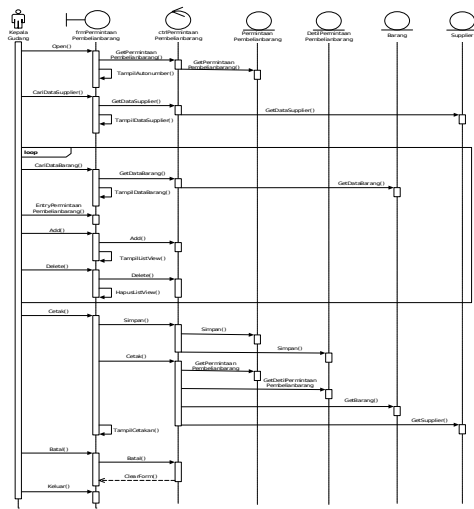 Kepala
Gudang
frmPermintaan
Pembelianbarang
ctrlPermintaan
Pembelianbarang
Permintaan
Pembelianbarang
DetilPermintaan
Pembelianbarang
Barang
Supplier
Open()
GetPermintaan
Pembelianbarang()
GetPermintaan
Pembelianbarang()
TampilAutonumber()
CariDataSupplier()
GetDataSupplier()
GetDataSupplier()
TampilDataSupplier()
loop
CariDataBarang()
GetDataBarang()
GetDataBarang()
TampilDataBarang()
EntryPermintaan
Pembelianbarang()
Add()
Add()
TampilListView()
Delete()
Delete()
HapusListView()
Cetak()
Simpan()
Simpan()
Simpan()
Cetak()
GetPermintaan
Pembelianbarang
GetDetilPermintaan
Pembelianbarang
GetBarang()
GetSupplier()
TampilCetakan()
Batal()
Batal()
ClearForm()
Keluar()